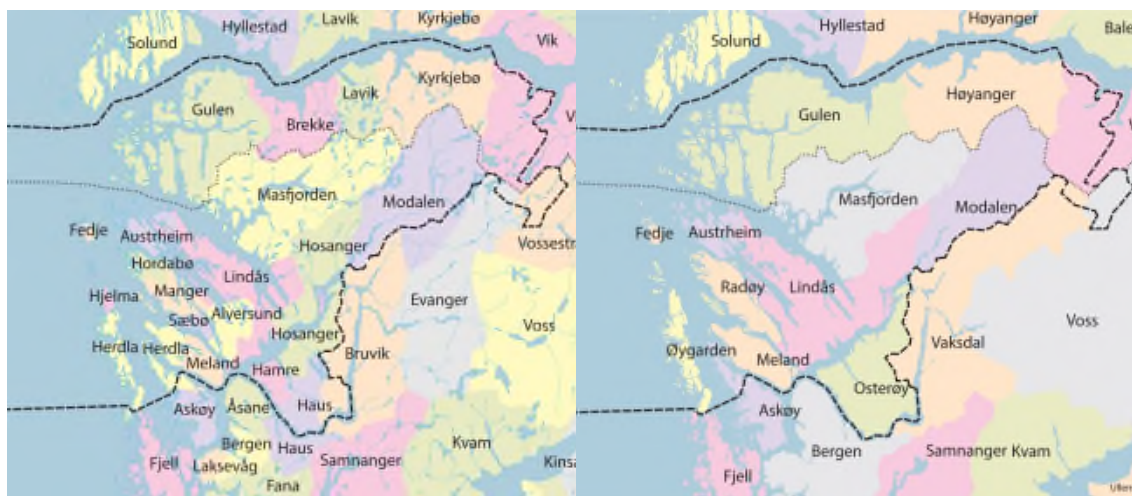 Solund
Hyllestad
Lavik
Kyrkjebø
Vik
Kyrkjebø
Gulen
Lavik
Brekke
Masfjorden
Modalen
Fedje
Austrheim
Hosanger
Vossestr
Hordabø
Lindås
Hjelma
Manger
Evanger
Alversund
Sæbø
Voss
Hosanger
Herdla
Herdla
Bruvik
Meland
Hamre
Askøy
Åsane
Haus
Bergen
Haus
Kvam
Fjell
Laksevåg
Samnanger
Kinsa
Fana
Høyanger
Solund
Bale
Høyanger
Gulen
V
Masfjorden
Modalen
Fedje
Austrheim
Radøy
Lindås
Voss
Øygarden
Vaksdal
Meland
Osterøy
Askøy
Bergen
Samnanger
Kvam
Fjell